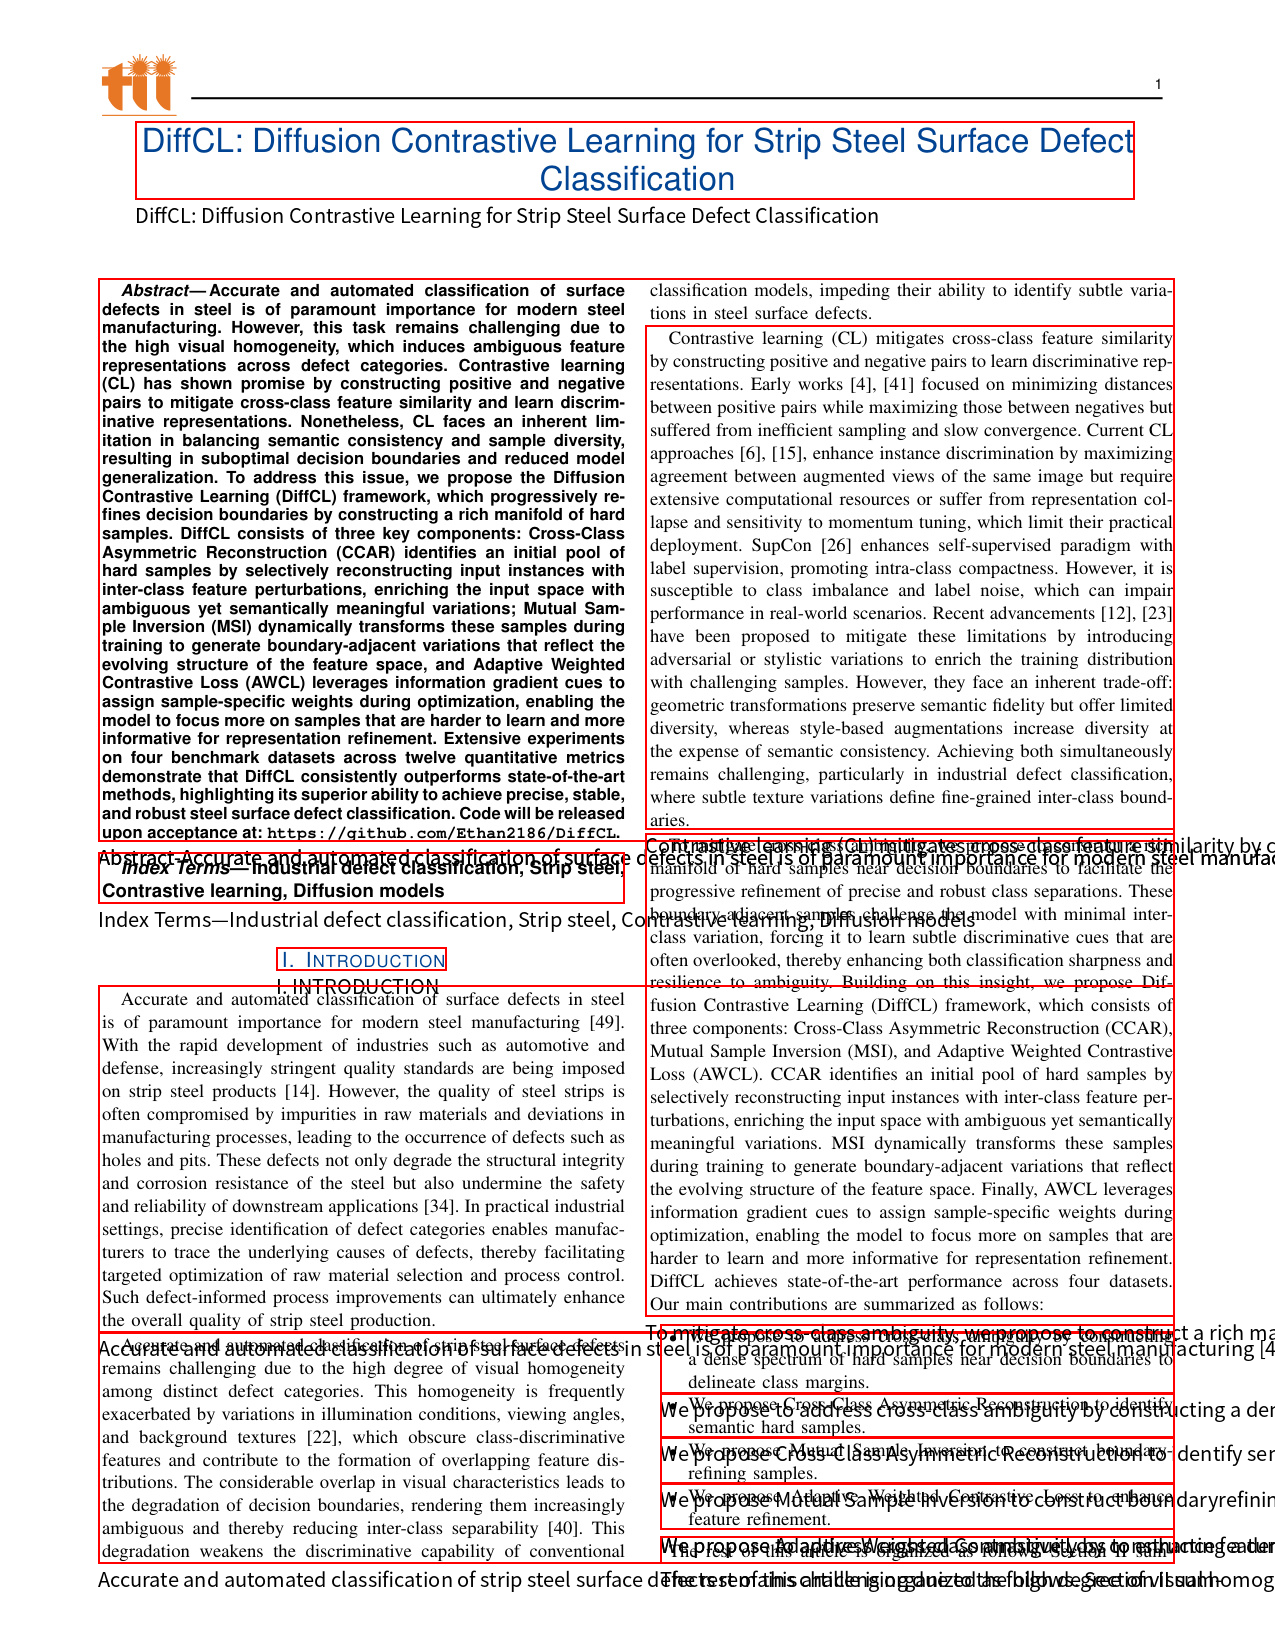 tii
1
DiffCL: Diffusion Contrastive Learning for Strip Steel Surface Defect
Classification
DiffCL: Diffusion Contrastive Learning for Strip Steel Surface Defect Classification
Abstract—Accurate and automated classification of surface
defects in steel is of paramount importance for modern steel
manufacturing. However, this task remains challenging due to
the high visual homogeneity, which induces ambiguous feature
representations across defect categories. Contrastive learning
(CL) has shown promise by constructing positive and negative
pairs to mitigate cross-class feature similarity and learn discrim-
inative representations. Nonetheless, CL faces an inherent lim-
itation in balancing semantic consistency and sample diversity,
resulting in suboptimal decision boundaries and reduced model
generalization. To address this issue, we propose the Diffusion
Contrastive Learning (DiffCL) framework, which progressively re-
fines decision boundaries by constructing a rich manifold of hard
samples. DiffCL consists of three key components: Cross-Class
Asymmetric Reconstruction (CCAR) identifies an initial pool of
hard samples by selectively reconstructing input instances with
inter-class feature perturbations, enriching the input space with
ambiguous yet semantically meaningful variations; Mutual Sam-
ple Inversion (MSI) dynamically transforms these samples during
training to generate boundary-adjacent variations that reflect the
evolving structure of the feature space, and Adaptive Weighted
Contrastive Loss (AWCL) leverages information gradient cues to
assign sample-specific weights during optimization, enabling the
model to focus more on samples that are harder to learn and more
informative for representation refinement. Extensive experiments
on four benchmark datasets across twelve quantitative metrics
demonstrate that DiffCL consistently outperforms state-of-the-art
methods, highlighting its superior ability to achieve precise, stable,
and robust steel surface defect classification. Code will be released
upon acceptance at: https://github.com/Ethan2186/DiffCL.
Abstract-Accurate and automated classification of surface defects in steel is of paramount importance for modern steel manufac
Index Terms—Industrial defect classification, Strip steel,
Contrastive learning, Diffusion models
Index Terms—Industrial defect classification, Strip steel, Contrastive learning, Diffusion models
I. INTRODUCTION
I. INTRODUCTION
Accurate and automated classification of surface defects in steel
is of paramount importance for modern steel manufacturing [49].
With the rapid development of industries such as automotive and
defense, increasingly stringent quality standards are being imposed
on strip steel products [14]. However, the quality of steel strips is
often compromised by impurities in raw materials and deviations in
manufacturing processes, leading to the occurrence of defects such as
holes and pits. These defects not only degrade the structural integrity
and corrosion resistance of the steel but also undermine the safety
and reliability of downstream applications [34]. In practical industrial
settings, precise identification of defect categories enables manufac-
turers to trace the underlying causes of defects, thereby facilitating
targeted optimization of raw material selection and process control.
Such defect-informed process improvements can ultimately enhance
the overall quality of strip steel production.
Accurate and automated classification of strip steel surface defects
Accurate and automated classification of surface defects in steel is of paramount importance for modern steel manufacturing [4
remains challenging due to the high degree of visual homogeneity
among distinct defect categories. This homogeneity is frequently
exacerbated by variations in illumination conditions, viewing angles,
and background textures [22], which obscure class-discriminative
features and contribute to the formation of overlapping feature dis-
tributions. The considerable overlap in visual characteristics leads to
the degradation of decision boundaries, rendering them increasingly
ambiguous and thereby reducing inter-class separability [40]. This
degradation weakens the discriminative capability of conventional
Accurate and automated classification of strip steel surface defects remains challenging due to the high degree of visual homog
classification models, impeding their ability to identify subtle varia-
tions in steel surface defects.
Contrastive learning (CL) mitigates cross-class feature similarity
by constructing positive and negative pairs to learn discriminative rep-
resentations. Early works [4], [41] focused on minimizing distances
between positive pairs while maximizing those between negatives but
suffered from inefficient sampling and slow convergence. Current CL
approaches [6], [15], enhance instance discrimination by maximizing
agreement between augmented views of the same image but require
extensive computational resources or suffer from representation col-
lapse and sensitivity to momentum tuning, which limit their practical
deployment. SupCon [26] enhances self-supervised paradigm with
label supervision, promoting intra-class compactness. However, it is
susceptible to class imbalance and label noise, which can impair
performance in real-world scenarios. Recent advancements [12], [23]
have been proposed to mitigate these limitations by introducing
adversarial or stylistic variations to enrich the training distribution
with challenging samples. However, they face an inherent trade-off:
geometric transformations preserve semantic fidelity but offer limited
diversity, whereas style-based augmentations increase diversity at
the expense of semantic consistency. Achieving both simultaneously
remains challenging, particularly in industrial defect classification,
where subtle texture variations define fine-grained inter-class bound-
aries.
Contrastive learning (CL) mitigates cross-class feature similarity by c
To mitigate cross-class ambiguity, we propose to construct a rich
manifold of hard samples near decision boundaries to facilitate the
progressive refinement of precise and robust class separations. These
boundary-adjacent samples challenge the model with minimal inter-
class variation, forcing it to learn subtle discriminative cues that are
often overlooked, thereby enhancing both classification sharpness and
resilience to ambiguity. Building on this insight, we propose Dif-
fusion Contrastive Learning (DiffCL) framework, which consists of
three components: Cross-Class Asymmetric Reconstruction (CCAR),
Mutual Sample Inversion (MSI), and Adaptive Weighted Contrastive
Loss (AWCL). CCAR identifies an initial pool of hard samples by
selectively reconstructing input instances with inter-class feature per-
turbations, enriching the input space with ambiguous yet semantically
meaningful variations. MSI dynamically transforms these samples
during training to generate boundary-adjacent variations that reflect
the evolving structure of the feature space. Finally, AWCL leverages
information gradient cues to assign sample-specific weights during
optimization, enabling the model to focus more on samples that are
harder to learn and more informative for representation refinement.
DiffCL achieves state-of-the-art performance across four datasets.
Our main contributions are summarized as follows:
To mitigate cross-class ambiguity, we propose to construct a rich ma
• We propose to address cross-class ambiguity by constructing
a dense spectrum of hard samples near decision boundaries to
delineate class margins.
We propose to address cross-class ambiguity by constructing a den
• We propose Cross-Class Asymmetric Reconstruction to identify
semantic hard samples.
We propose Cross-Class Asymmetric Reconstruction to identify sem
• We propose Mutual Sample Inversion to construct boundary-
refining samples.
We propose Mutual Sample Inversion to construct boundaryrefinin
• We propose Adaptive Weighted Contrastive Loss to enhance
feature refinement.
We propose Adaptive Weighted Contrastive Loss to enhance featur
The rest of this article is organized as follows. Section II sum-
The rest of this article is organized as follows. Section II sum-